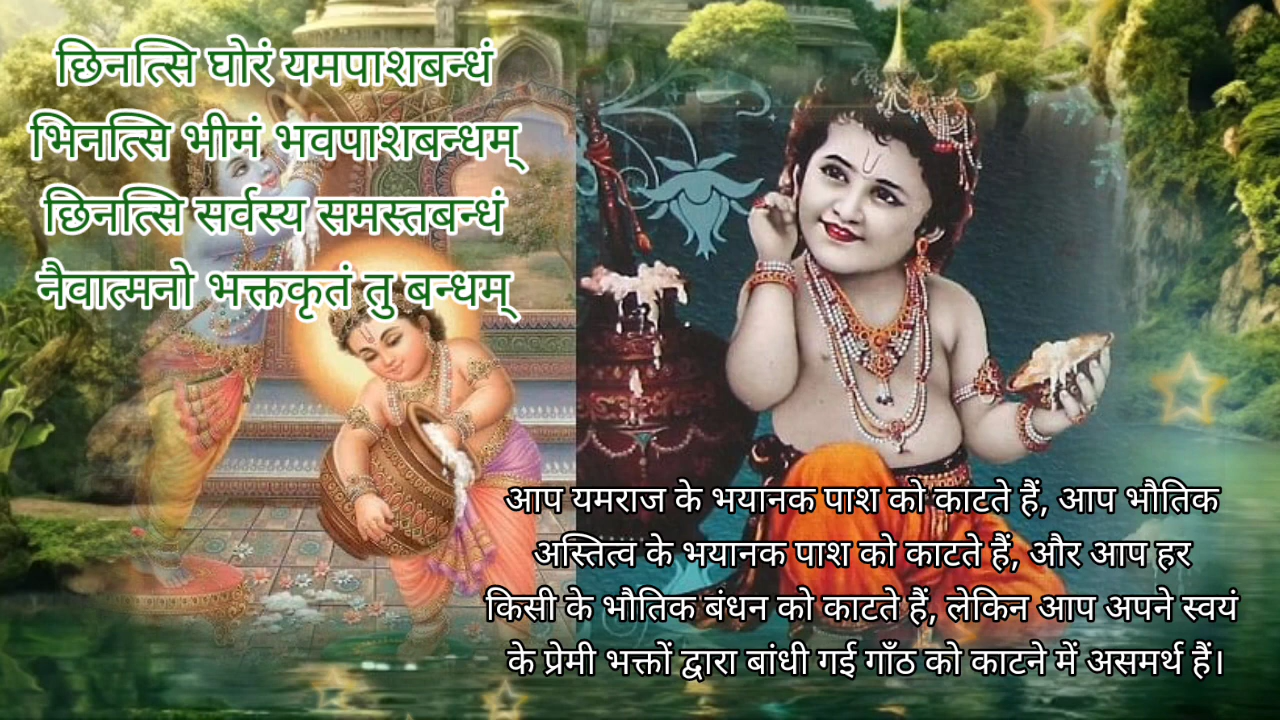 छिनत्सि घोरं यमपाशबन्धं
भिनत्सि भीमं भवपाशबन्धम्
छिनत्सि सर्वस्य समस्तबन्धं
नैवात्मनो भक्तकृतं तु बन्धम्
आप यमराज के भयानक पाश को काटते हैं, आप भौतिक
अस्तित्व के भयानक पाश को काटते हैं, और आप हर
किसी के भौतिक बंधन को काटते हैं, लेकिन आप अपने स्वयं
के प्रेमी भक्तों द्वारा बांधी गई गाँठ को काटने में असमर्थ हैं।